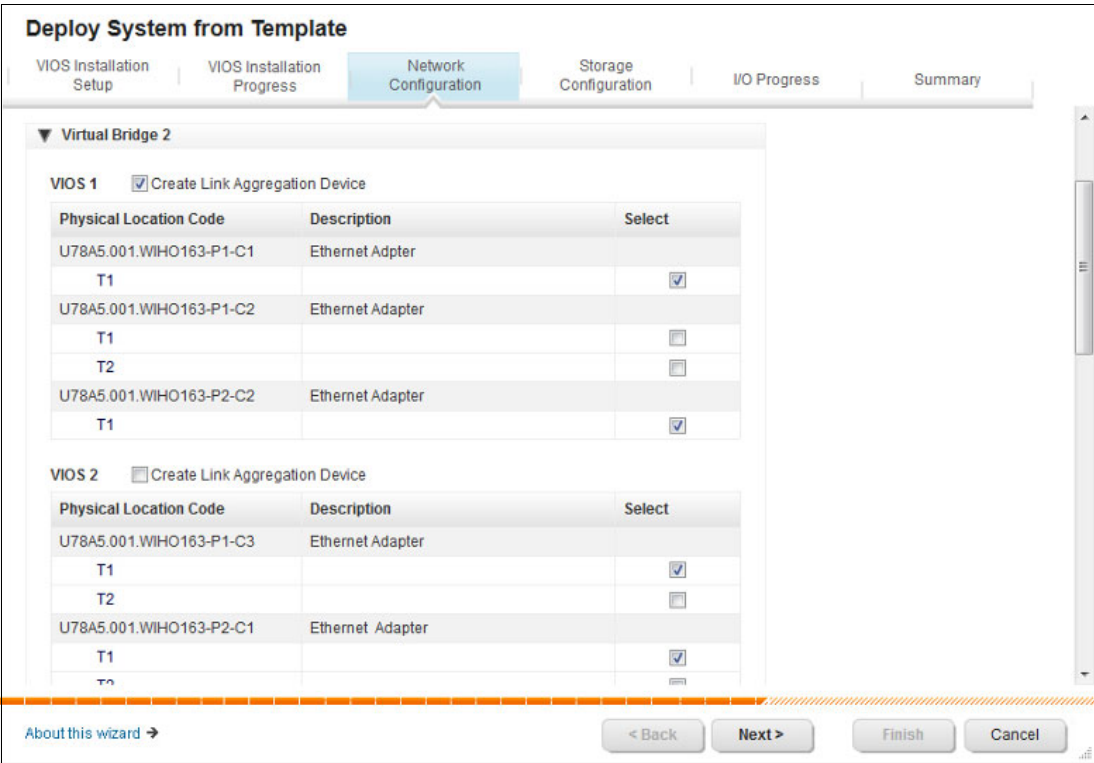 Deploy System from Template
VIOS Installation Setup
VIOS Installation Progress
Network Configuration
Storage Configuration
I/O Progress
Summary
Virtual Bridge 2
VIOS 1 Create Link Aggregation Device
Physical Location Code Description Select
U78A5.001.WIHO163-P1-C1 Ethernet Adpter
T1
U78A5.001.WIHO163-P1-C2 Ethernet Adapter
T1
T2
U78A5.001.WIHO163-P2-C2 Ethernet Adapter
T1
VIOS 2 Create Link Aggregation Device
Physical Location Code Description Select
U78A5.001.WIHO163-P1-C3 Ethernet Adapter
T1
T2
U78A5.001.WIHO163-P2-C1 Ethernet Adapter
T1
About this wizard
< Back Next > Finish Cancel